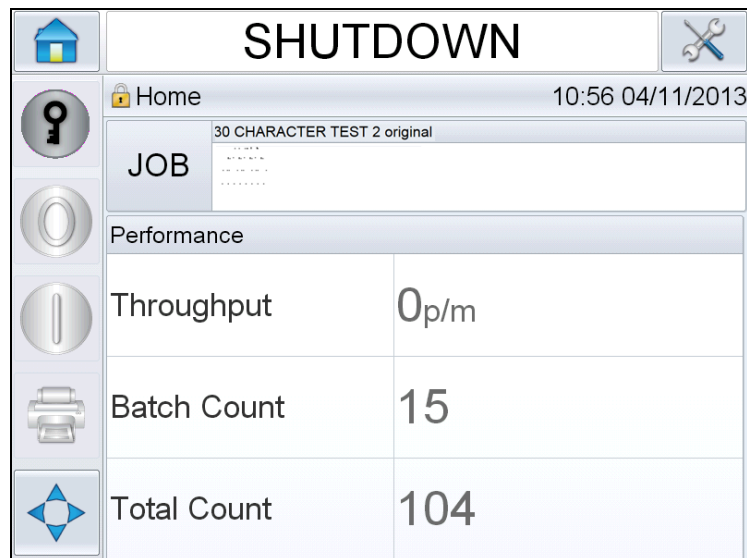 SHUTDOWN
Home 10:56 04/11/2013
JOB
30 CHARACTER TEST 2 original
Performance
Throughput 0p/m
Batch Count 15
Total Count 104